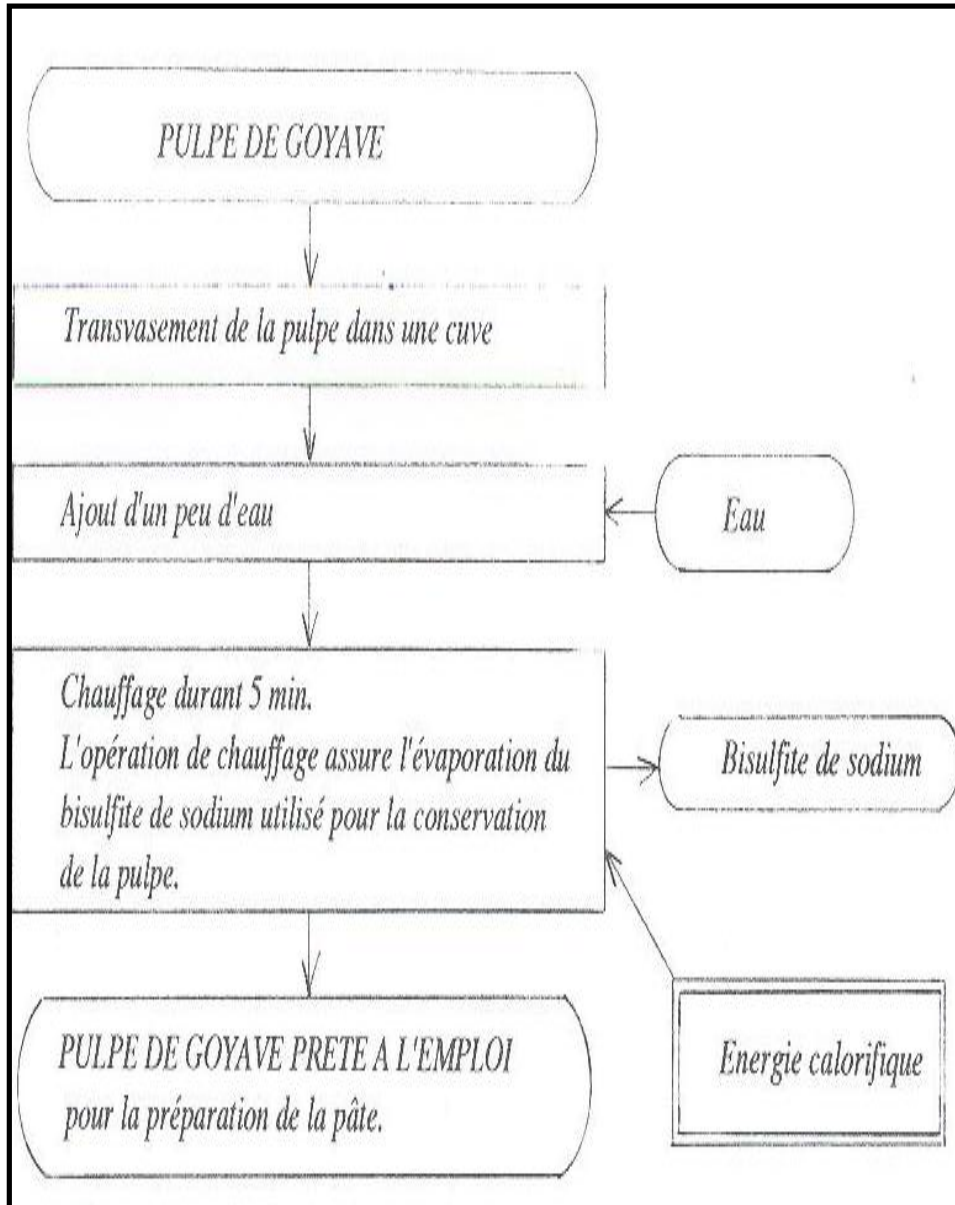 PULPE DE GOYAVE
Transvasement de la pulpe dans une cuve
Ajout d'un peu d'eau
Eau
Chauffage durant 5 min.
L'opération de chauffage assure l'évaporation du
bisulfite de sodium utilisé pour la conservation
de la pulpe.
Bisulfite de sodium
Energie calorifique
PULPE DE GOYAVE PRETE A L'EMPLOI
pour la préparation de la pâte.